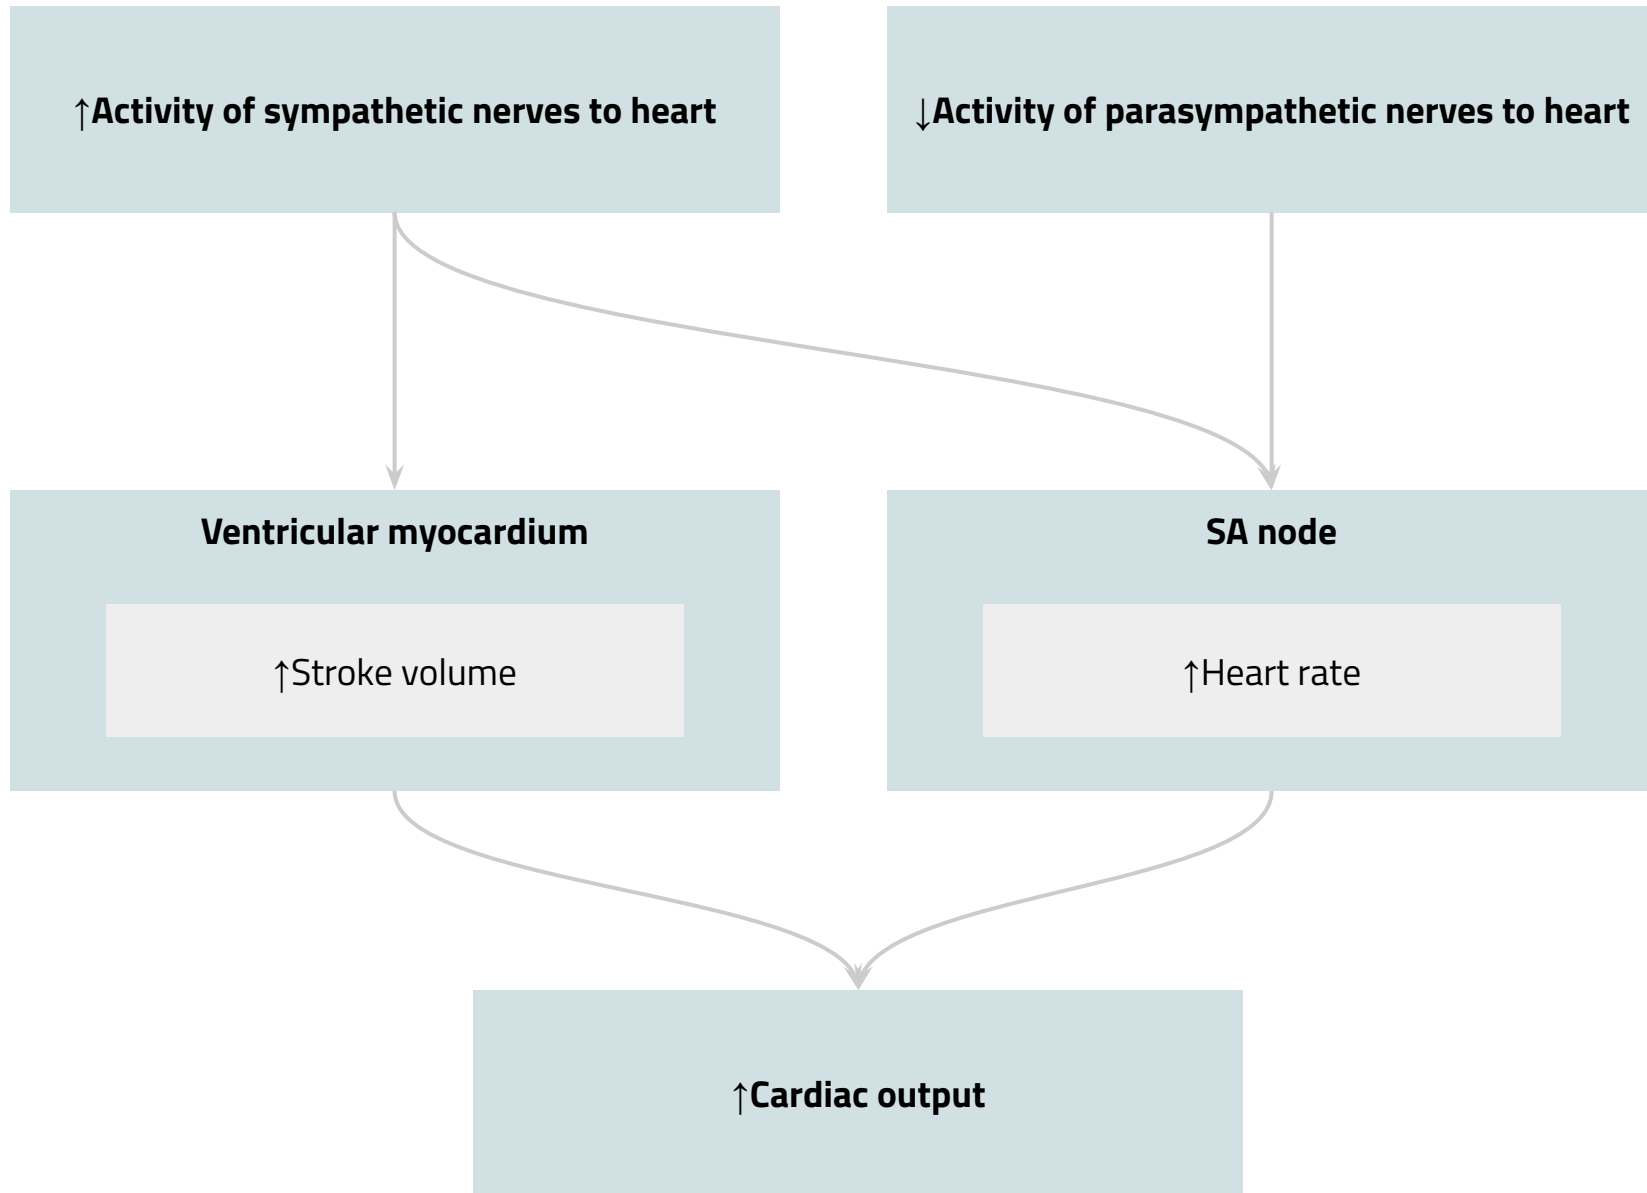 ↑Activity of sympathetic nerves to heart
↓Activity of parasympathetic nerves to heart
Ventricular myocardium
↑Stroke volume
SA node
↑Heart rate
↑Cardiac output